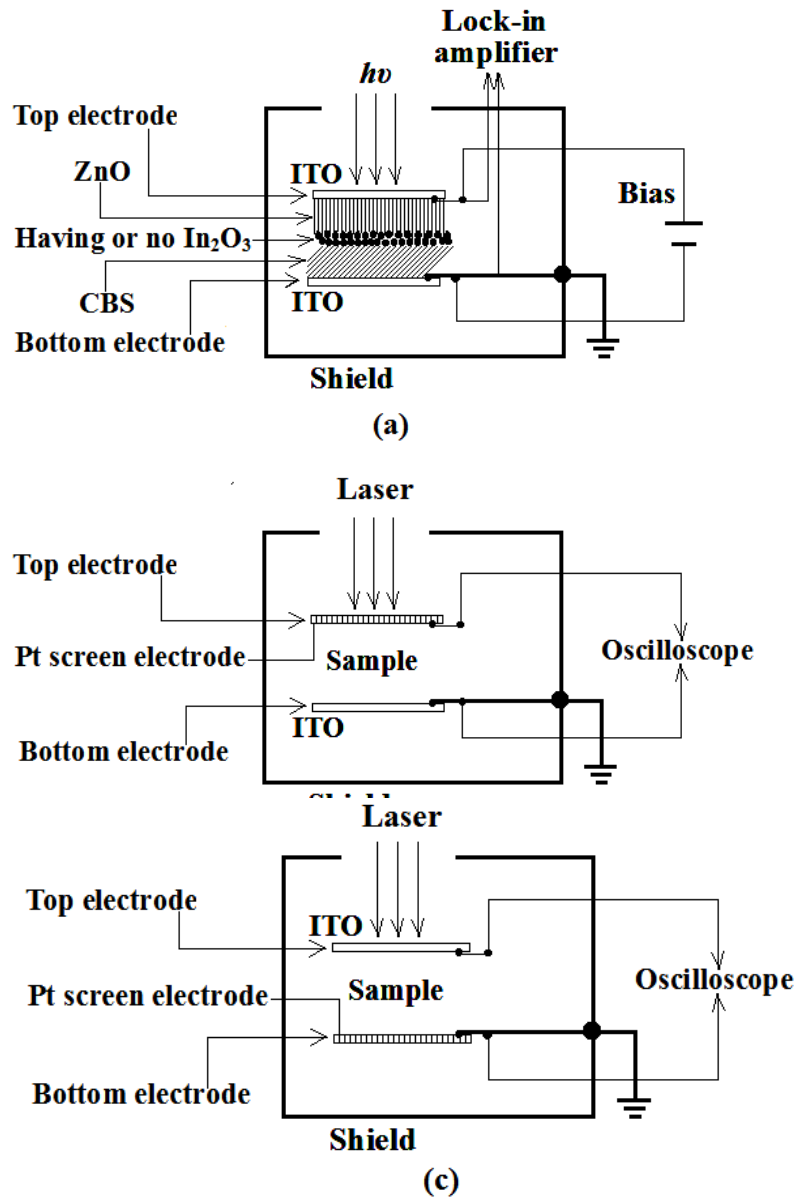 Lock-in
amplifier
hυ
Top electrode
ITO
ZnO
Bias
Having or no In₂O₃
CBS
ITO
Bottom electrode
Shield
(a)
Laser
Top electrode
Pt screen electrode
Sample
Oscilloscope
ITO
Bottom electrode
Laser
Top electrode
ITO
Pt screen electrode
Sample
Oscilloscope
Bottom electrode
Shield
(c)